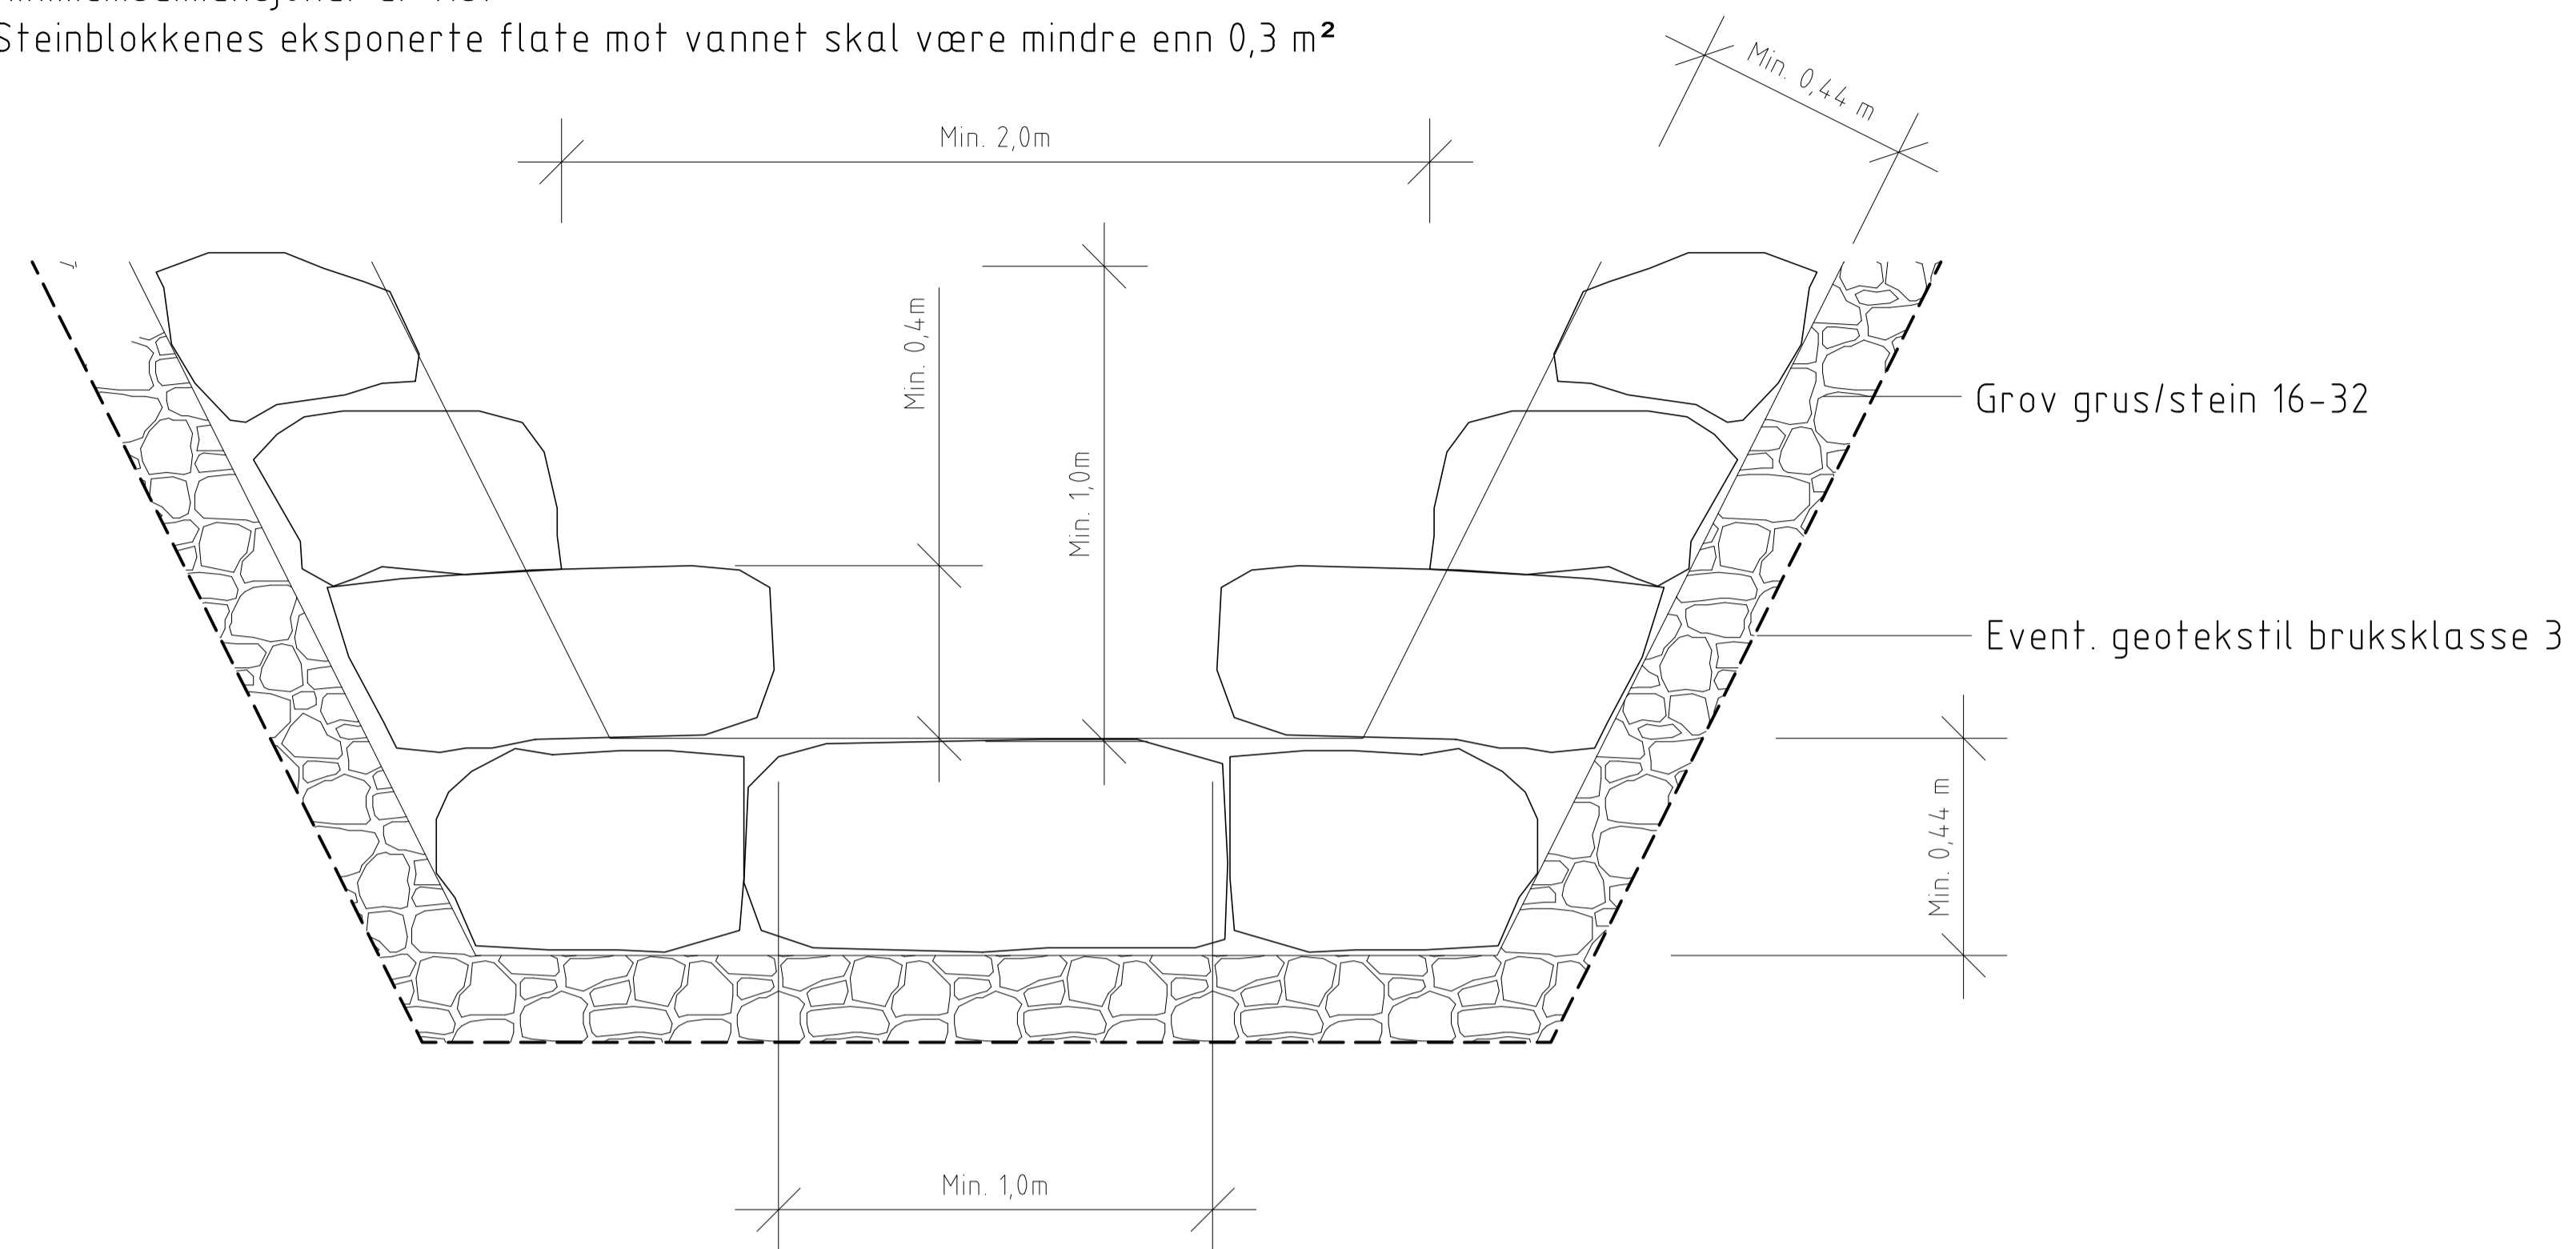 Steinblokkenes eksponerte flate mot vannet skal være mindre enn 0,3 m²
Min. 0,44 m
Min. 2,0m
Min. 0,4m
Min. 1,0m
Grov grus/stein 16-32
Event. geotekstil bruksklasse 3
Min. 0,44 m
Min. 1,0m